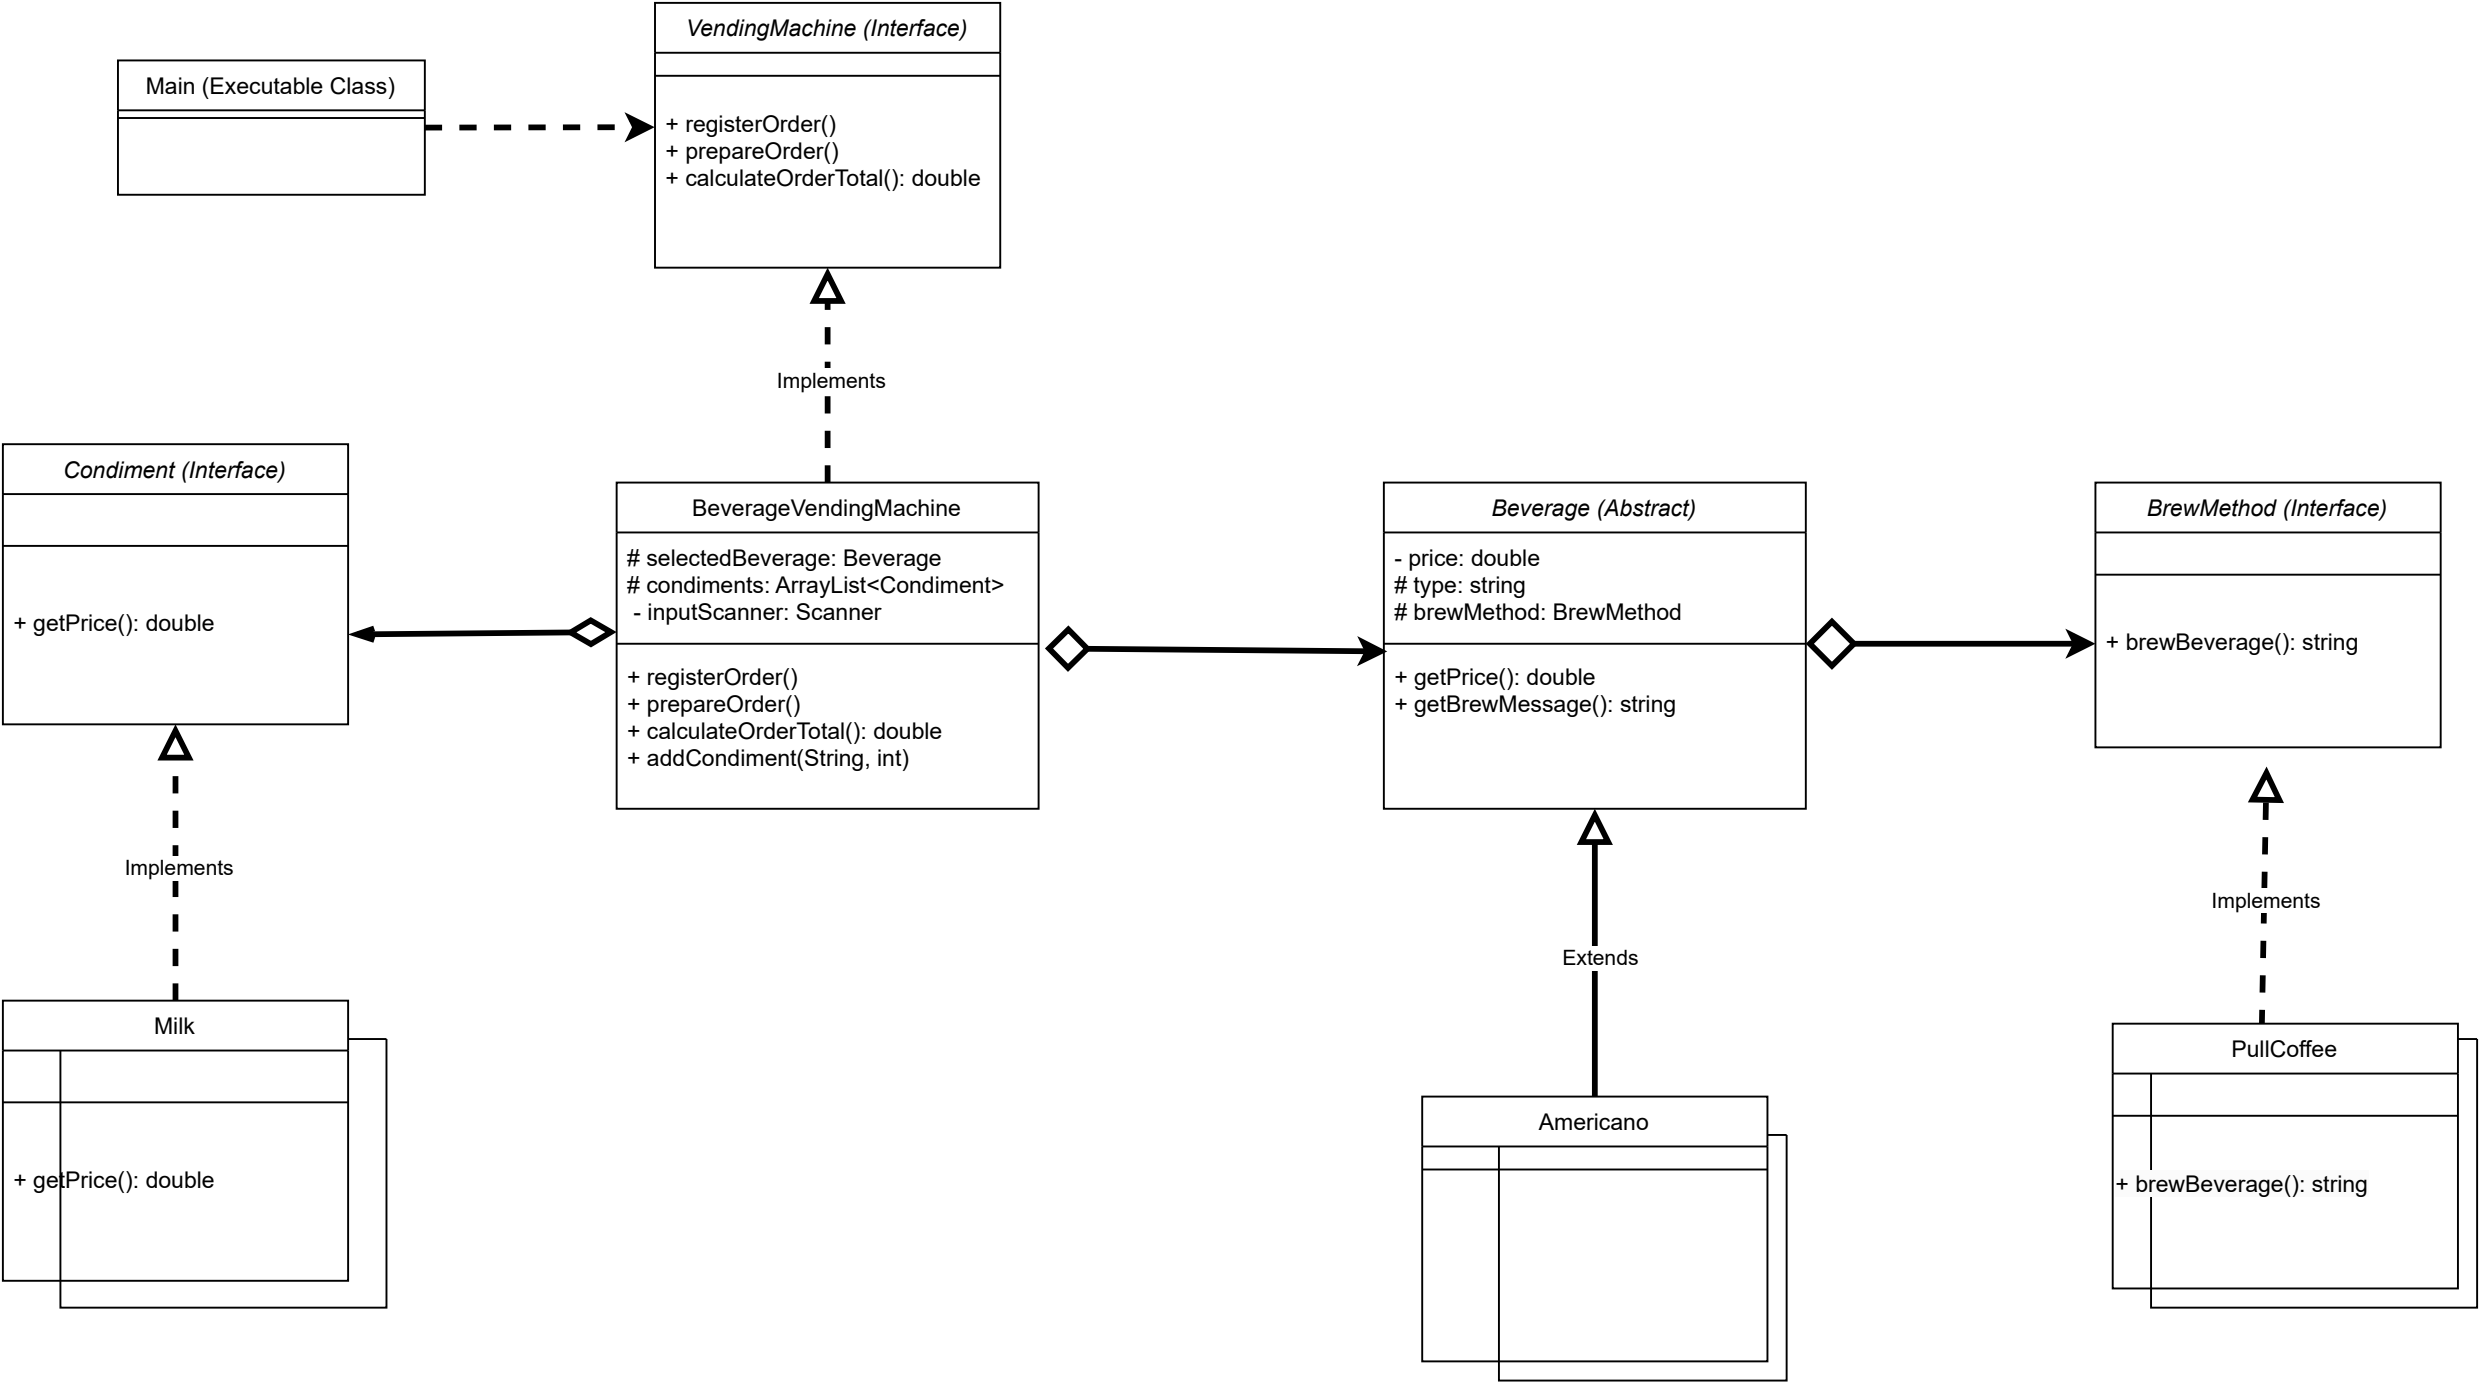 VendingMachine (Interface)
+ registerOrder()
+ prepareOrder()
+ calculateOrderTotal(): double
Main (Executable Class)
Implements
Condiment (Interface)
+ getPrice(): double
BeverageVendingMachine
# selectedBeverage: Beverage
# condiments: ArrayList<Condiment>
- inputScanner: Scanner
+ registerOrder()
+ prepareOrder()
+ calculateOrderTotal(): double
+ addCondiment(String, int)
Beverage (Abstract)
- price: double
# type: string
# brewMethod: BrewMethod
+ getPrice(): double
+ getBrewMessage(): string
BrewMethod (Interface)
+ brewBeverage(): string
Implements
Extends
Implements
Milk
+ getPrice(): double
Americano
PullCoffee
+ brewBeverage(): string